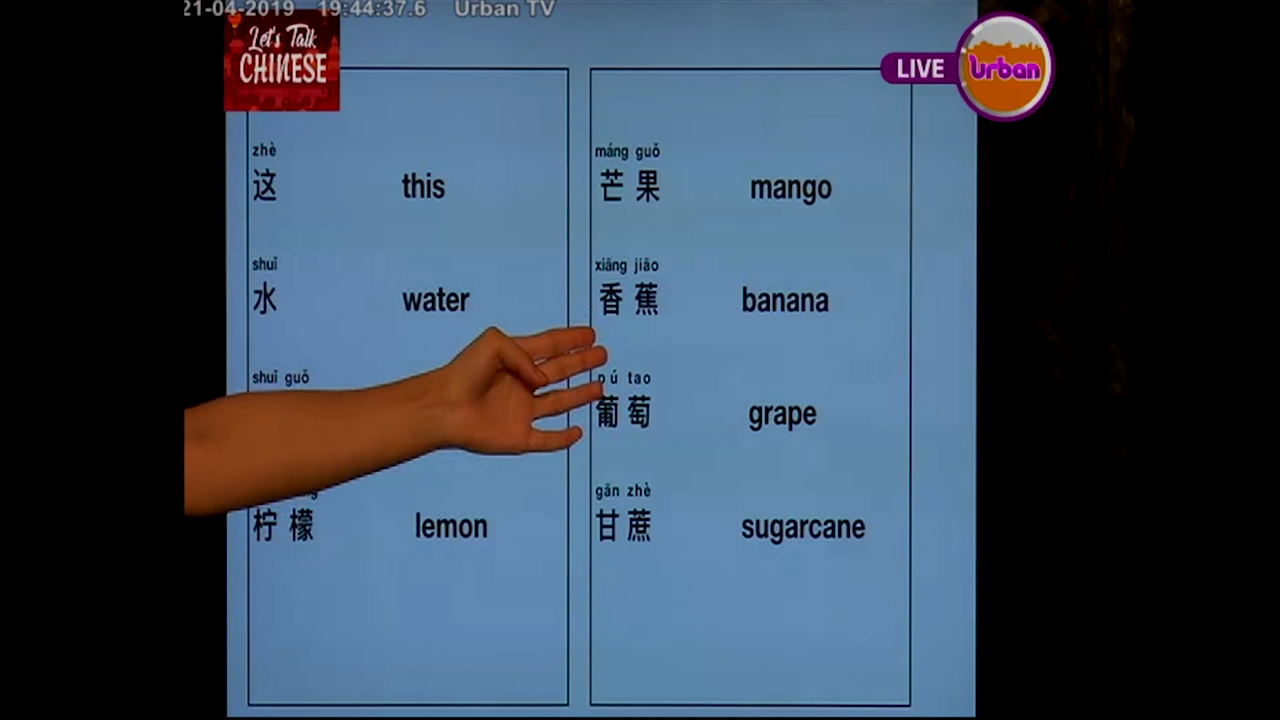 21-04-2019 19:44:37.6 Urban TV
Let's Talk
CHINESE
LIVE Urban
zhè
这 this
shuǐ
水 water
shuǐ guǒ
柠檬 lemon
máng guǒ
芒果 mango
xiāng jiāo
香蕉 banana
pú tao
葡萄 grape
gān zhè
甘蔗 sugarcane